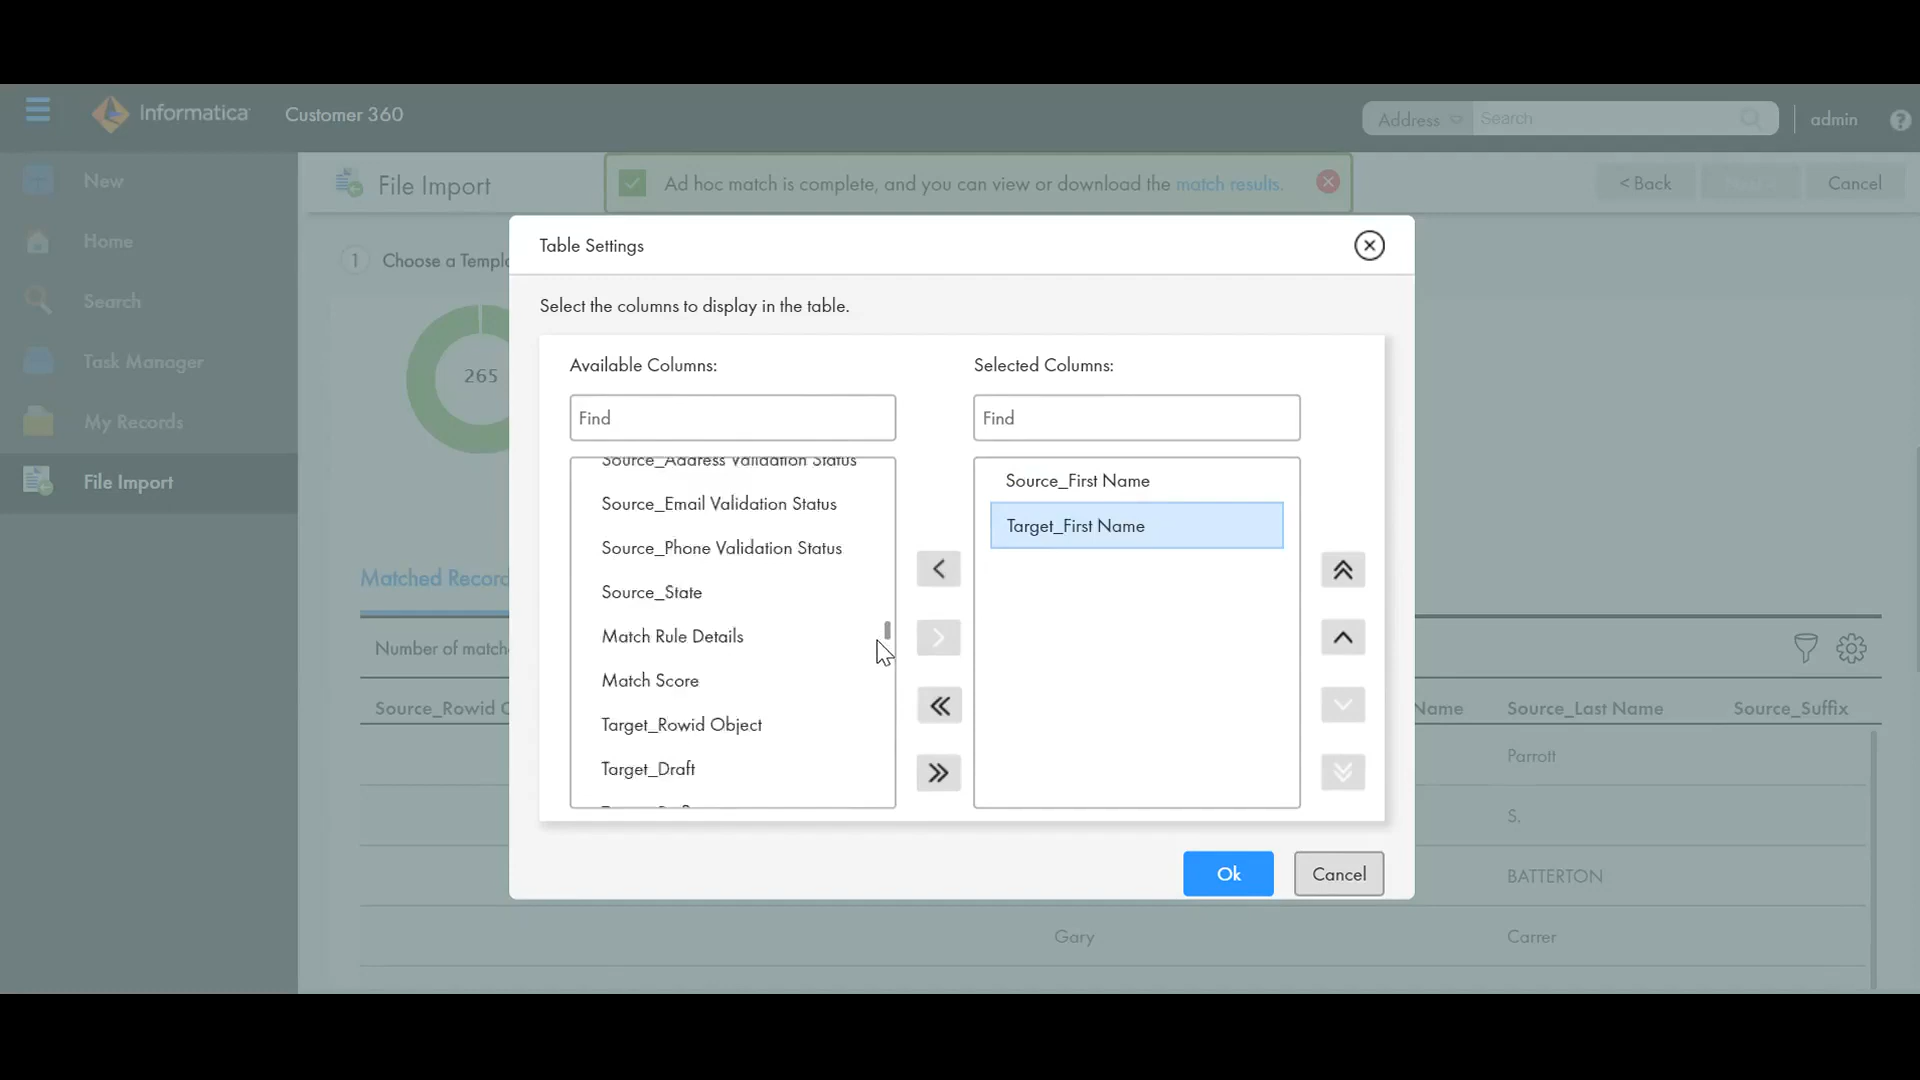 Informatica
Customer 360
Address
Search
admin
?
New
Home
Search
Task Manager
My Records
File Import
File Import
Ad hoc match is complete, and you can view or download the match results.
< Back
Cancel
1 Choose a Templ
265
Table Settings
Select the columns to display in the table.
Available Columns:
Find
Source_Address Validation Status
Source_Email Validation Status
Source_Phone Validation Status
Source_State
Match Rule Details
Match Score
Target_Rowid Object
Target_Draft
Selected Columns:
Find
Source_First Name
Target_First Name
Ok
Cancel
Matched Recor
Number of match
Source_Rowid
Name
Source_Last Name
Source_Suffix
Parrott
S.
BATTERTON
Gary
Carrer